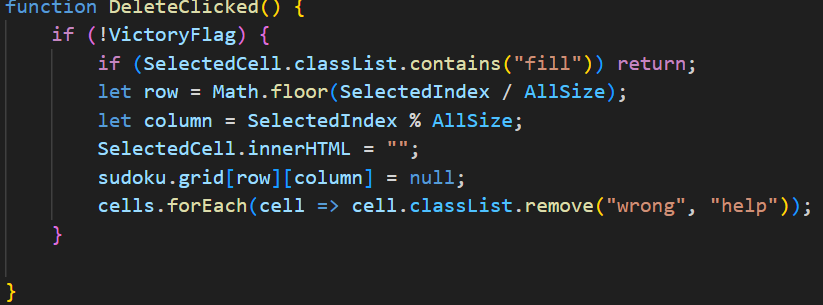 function DeleteClicked() {
    if (!VictoryFlag) {
        if (SelectedCell.classList.contains("fill")) return;
        let row = Math.floor(SelectedIndex / AllSize);
        let column = SelectedIndex % AllSize;
        SelectedCell.innerHTML = "";
        sudoku.grid[row][column] = null;
        cells.forEach(cell => cell.classList.remove("wrong", "help"));
    }
}